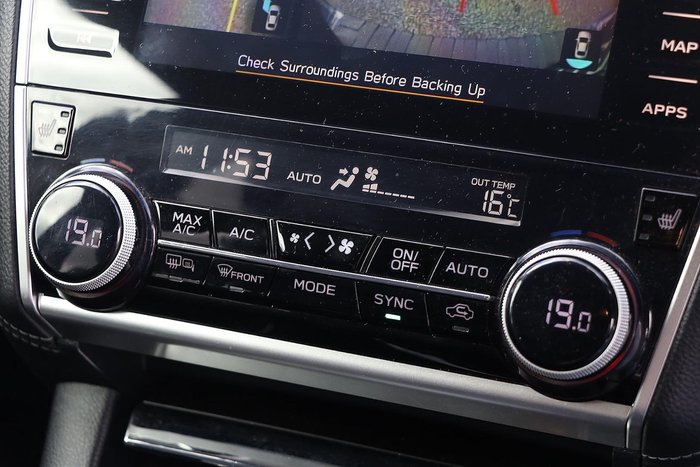 Check Surroundings Before Backing Up
MAP
APPS
AM 11:53
AUTO
OUT TEMP
16°C
19.0
MAX A/C
A/C
ON/OFF
AUTO
FRONT
MODE
SYNC
19.0